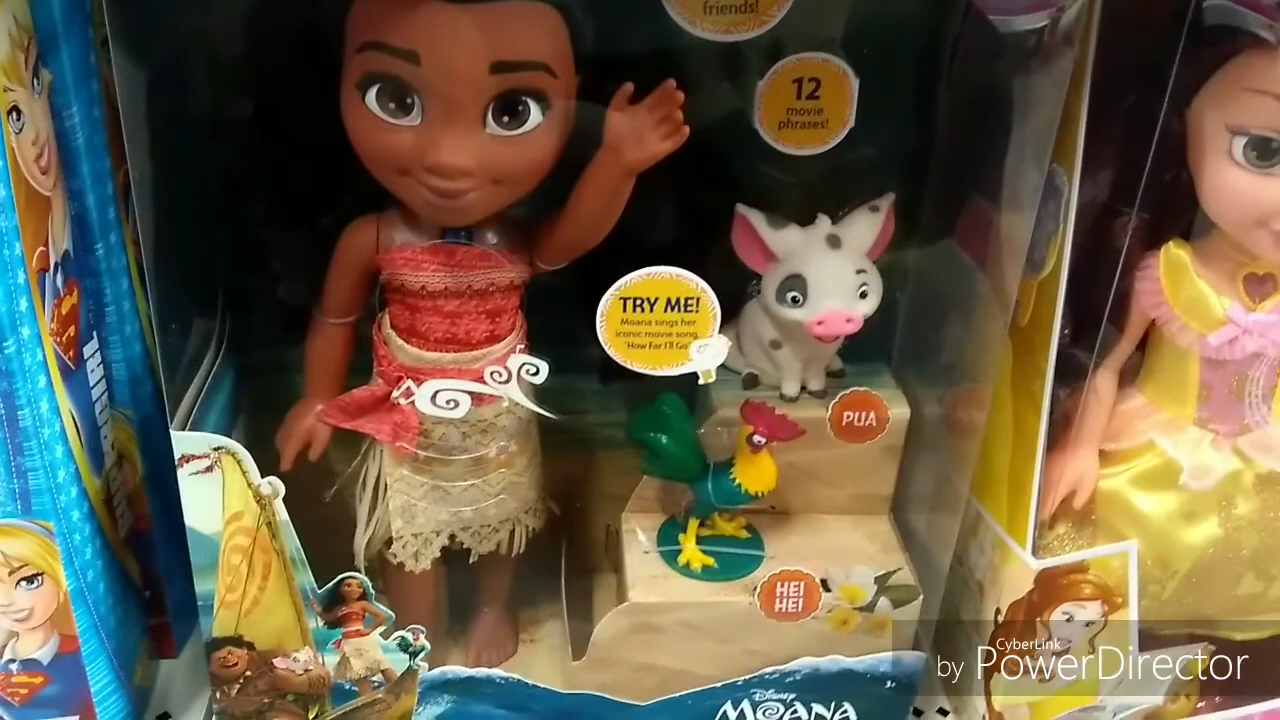 friends!
12
movie
phrases!
TRY ME!
Moana sings her
iconic movie song,
"How Far I'll Go"
PUA
HEI
HEI
DISNEY
MOANA
CyberLink
by PowerDirector